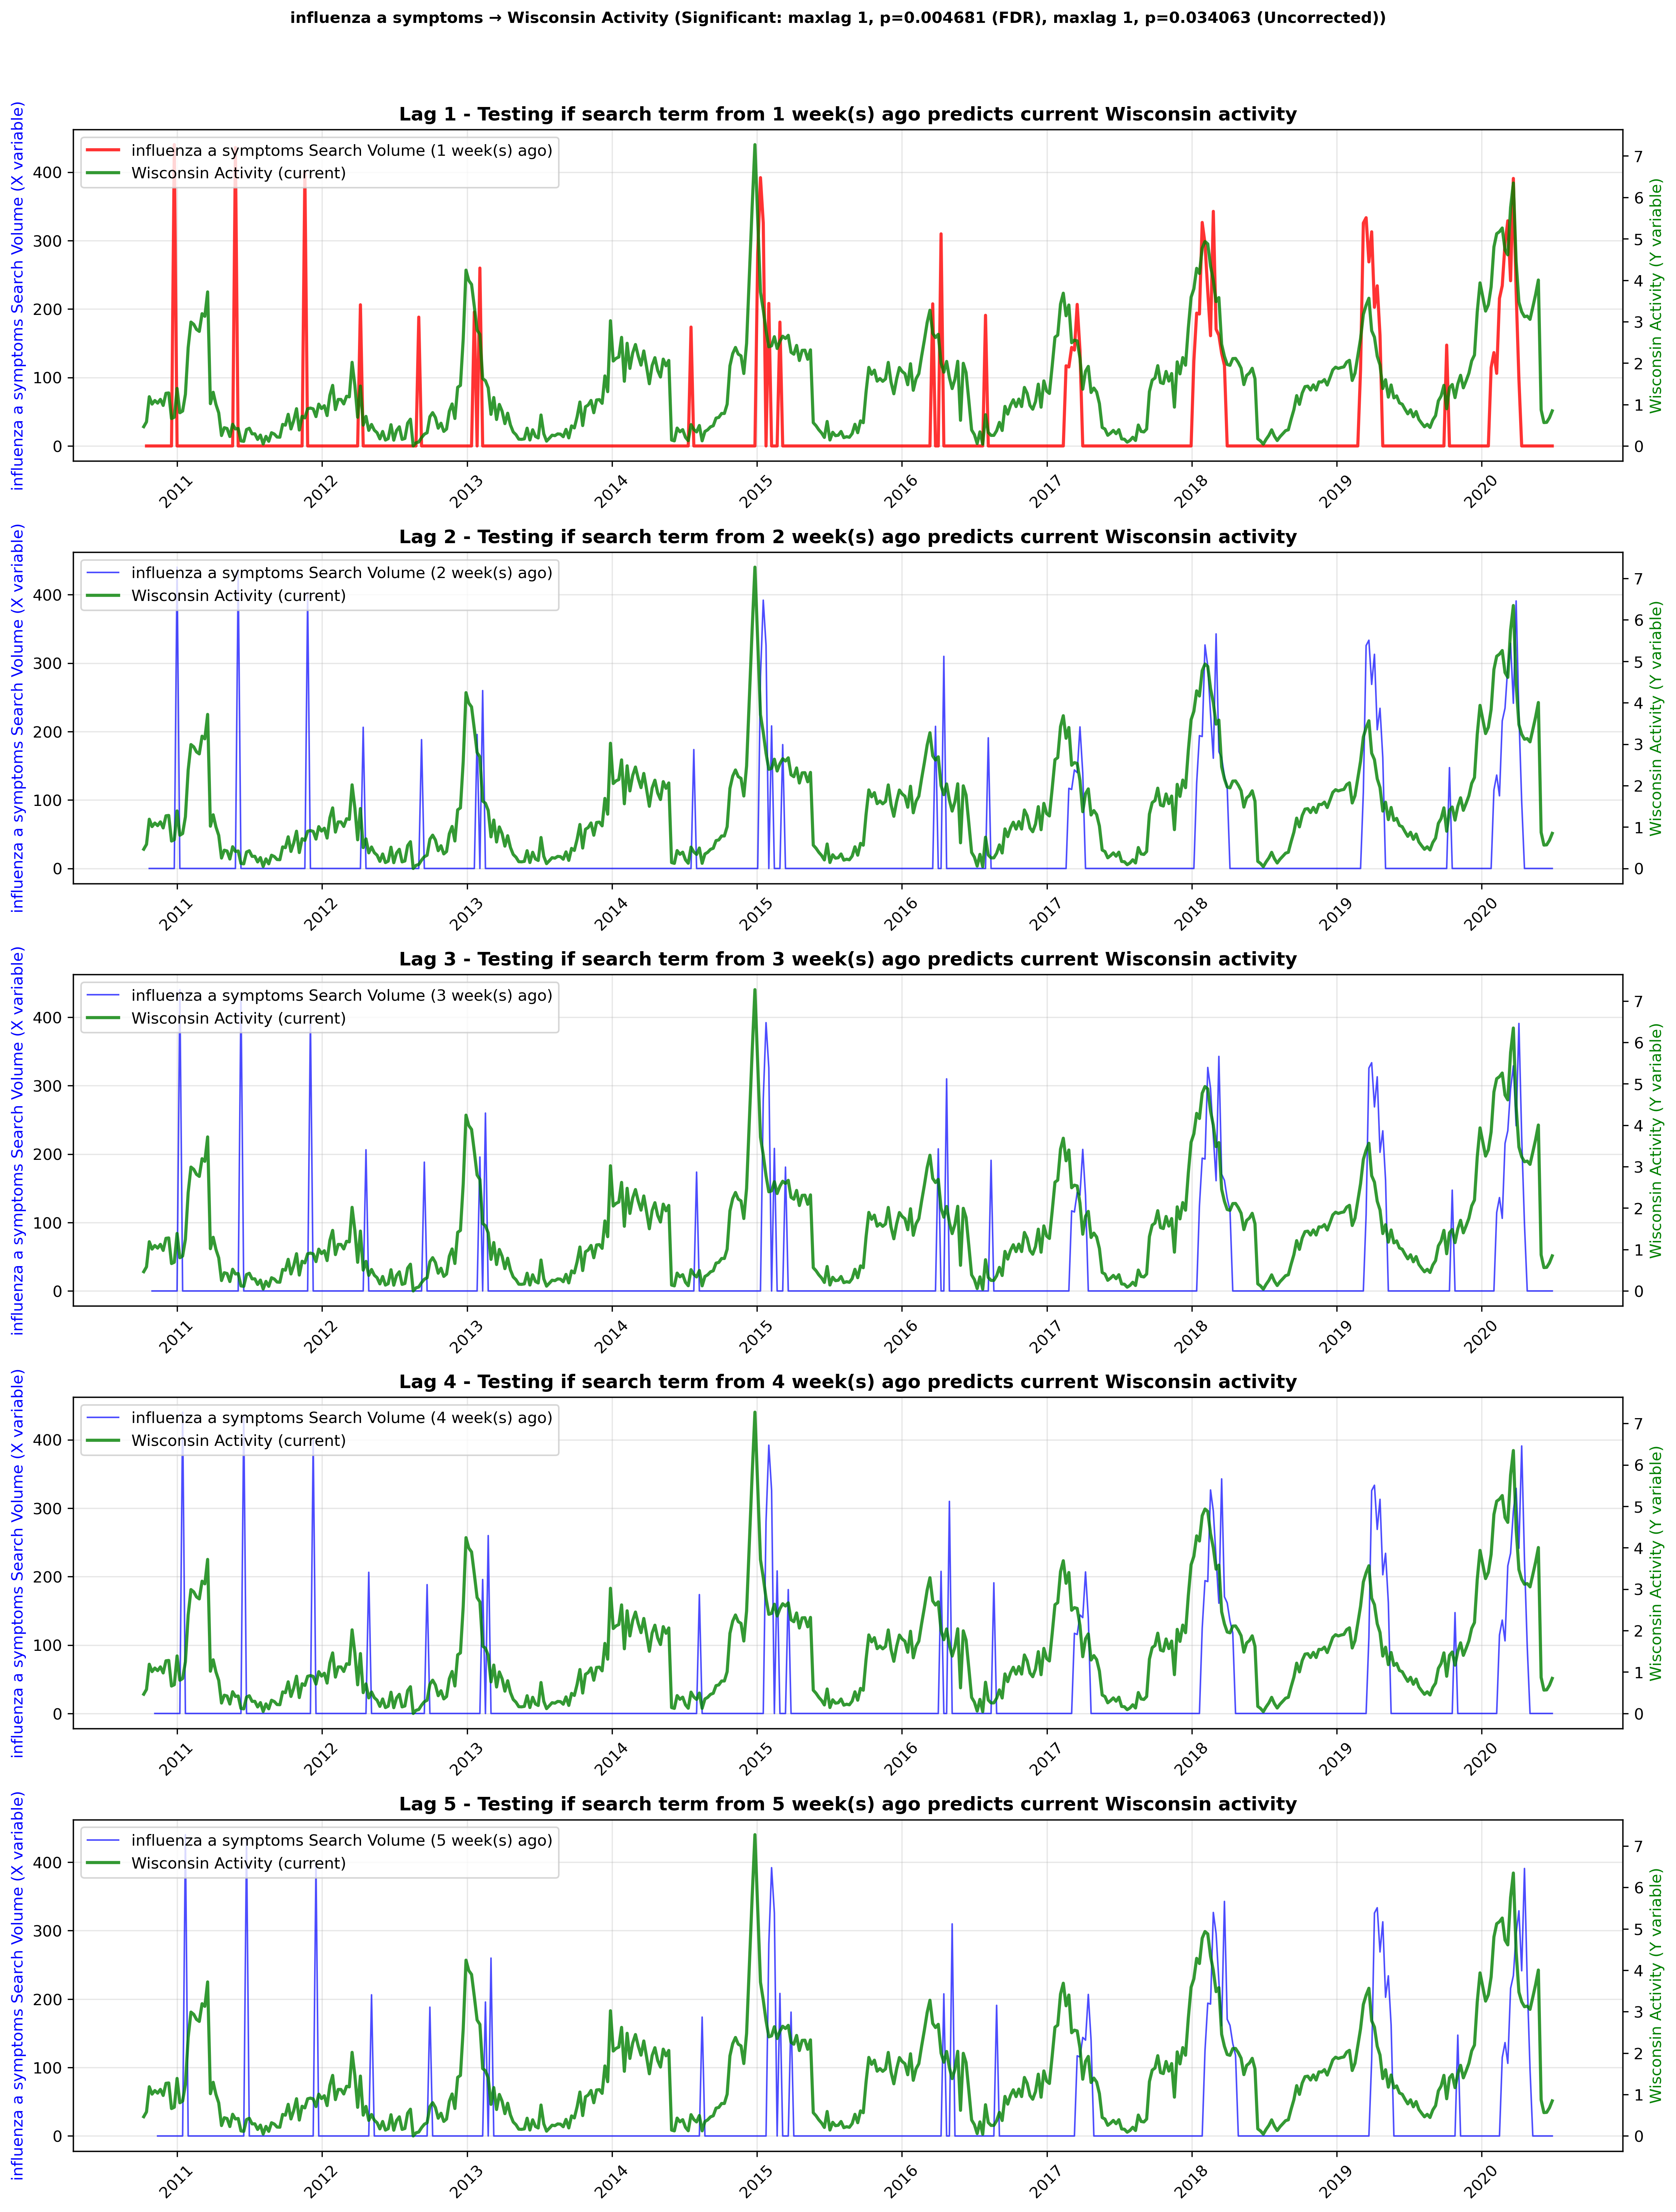 influenza a symptoms → Wisconsin Activity (Significant: maxlag 1, p=0.004681 (FDR), maxlag 1, p=0.034063 (Uncorrected))
Lag 1 - Testing if search term from 1 week(s) ago predicts current Wisconsin activity
influenza a symptoms Search Volume (X variable)
influenza a symptoms Search Volume (1 week(s) ago)
Wisconsin Activity (current)
400
300
200
100
0
7
6
5
4
3
2
1
0
Wisconsin Activity (Y variable)
2011 2012 2013 2014 2015 2016 2017 2018 2019 2020
Lag 2 - Testing if search term from 2 week(s) ago predicts current Wisconsin activity
influenza a symptoms Search Volume (X variable)
influenza a symptoms Search Volume (2 week(s) ago)
Wisconsin Activity (current)
400
300
200
100
0
7
6
5
4
3
2
1
0
Wisconsin Activity (Y variable)
2011 2012 2013 2014 2015 2016 2017 2018 2019 2020
Lag 3 - Testing if search term from 3 week(s) ago predicts current Wisconsin activity
influenza a symptoms Search Volume (X variable)
influenza a symptoms Search Volume (3 week(s) ago)
Wisconsin Activity (current)
400
300
200
100
0
7
6
5
4
3
2
1
0
Wisconsin Activity (Y variable)
2011 2012 2013 2014 2015 2016 2017 2018 2019 2020
Lag 4 - Testing if search term from 4 week(s) ago predicts current Wisconsin activity
influenza a symptoms Search Volume (X variable)
influenza a symptoms Search Volume (4 week(s) ago)
Wisconsin Activity (current)
400
300
200
100
0
7
6
5
4
3
2
1
0
Wisconsin Activity (Y variable)
2011 2012 2013 2014 2015 2016 2017 2018 2019 2020
Lag 5 - Testing if search term from 5 week(s) ago predicts current Wisconsin activity
influenza a symptoms Search Volume (X variable)
influenza a symptoms Search Volume (5 week(s) ago)
Wisconsin Activity (current)
400
300
200
100
0
7
6
5
4
3
2
1
0
Wisconsin Activity (Y variable)
2011 2012 2013 2014 2015 2016 2017 2018 2019 2020